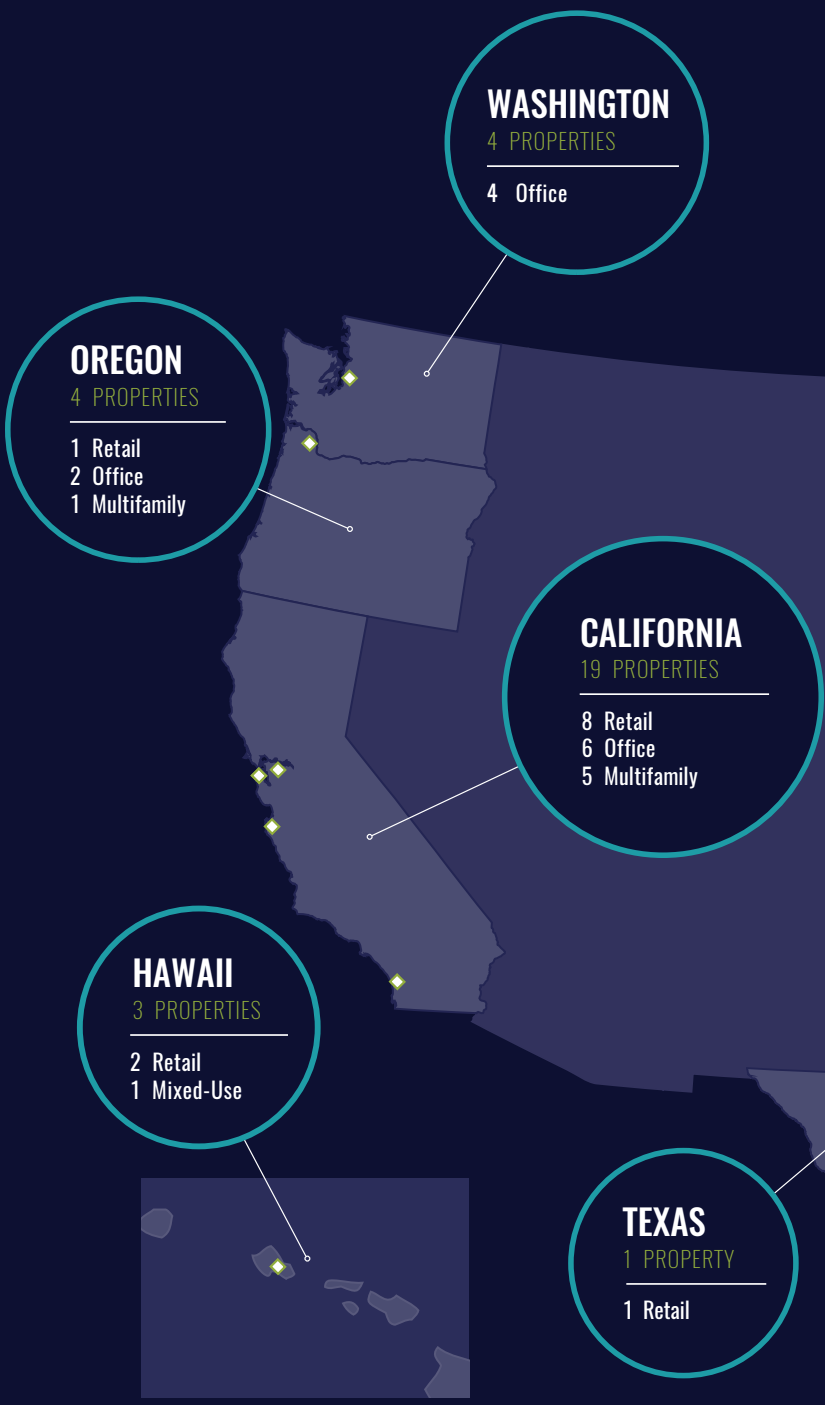 WASHINGTON
4 PROPERTIES
4 Office
OREGON
4 PROPERTIES
1 Retail
2 Office
1 Multifamily
CALIFORNIA
19 PROPERTIES
8 Retail
6 Office
5 Multifamily
HAWAII
3 PROPERTIES
2 Retail
1 Mixed-Use
TEXAS
1 PROPERTY
1 Retail